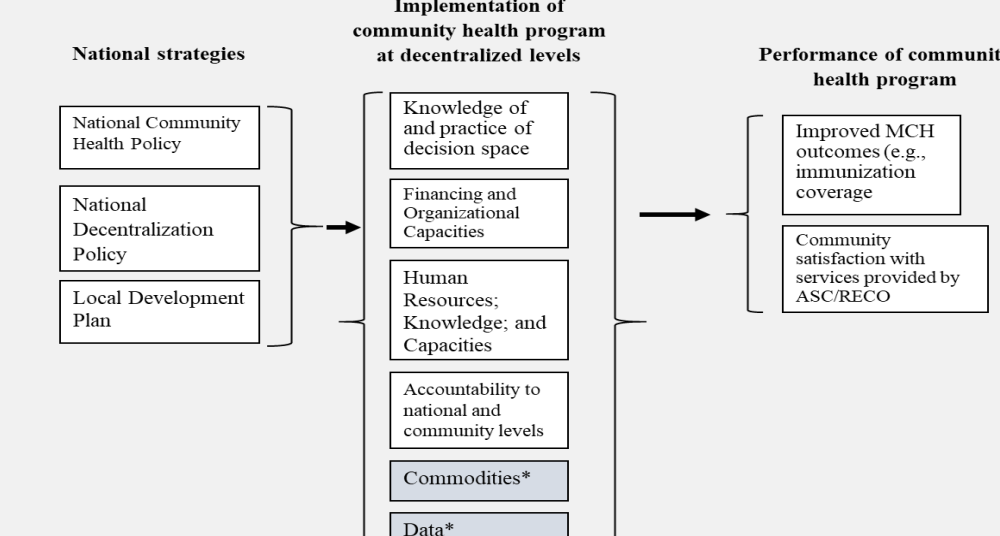 National strategies
National Community
Health Policy
National
Decentralization
Policy
Local Development
Plan
Implementation of
community health program
at decentralized levels
Knowledge of
and practice of
decision space
Financing and
Organizational
Capacities
Human
Resources;
Knowledge; and
Capacities
Accountability to
national and
community levels
Commodities*
Data*
Performance of communit
health program
Improved MCH
outcomes (e.g.,
immunization
coverage
Community
satisfaction with
services provided by
ASC/RECO